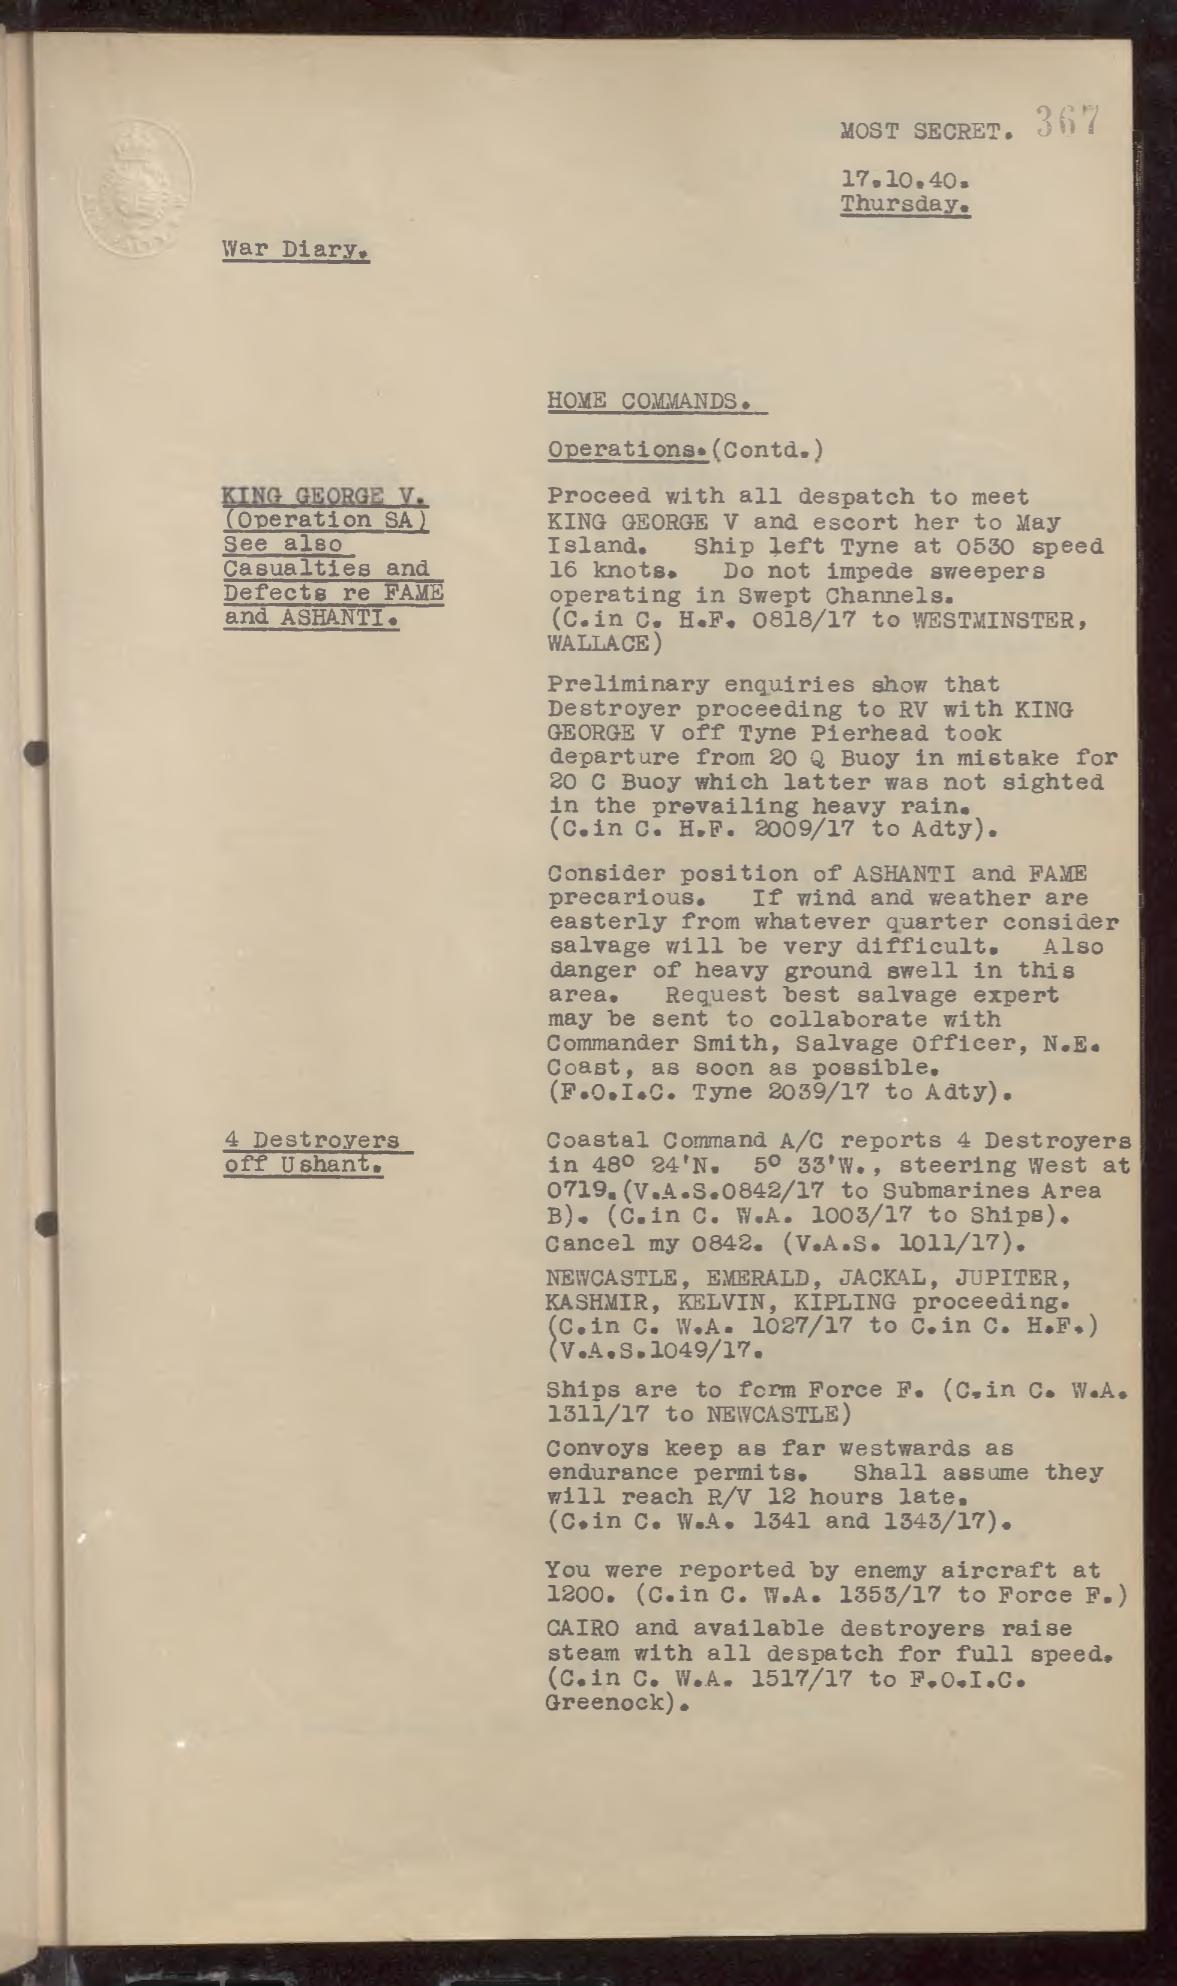 MOST SECRET. 367
17.10.40.
Thursday.
War Diary.
HOME COMMANDS.
Operations.(Contd.)
KING GEORGE V.
(Operation SA)
See also
Casualties and
Defects re FAME
and ASHANTI.
Proceed with all despatch to meet
KING GEORGE V and escort her to May
Island. Ship left Tyne at 0530 speed
16 knots. Do not impede sweepers
operating in Swept Channels.
(C.in C. H.F. 0818/17 to WESTMINSTER,
WALLACE)
Preliminary enquiries show that
Destroyer proceeding to RV with KING
GEORGE V off Tyne Pierhead took
departure from 20 Q Buoy in mistake for
20 C Buoy which latter was not sighted
in the prevailing heavy rain.
(C.in C. H.F. 2009/17 to Adty).
Consider position of ASHANTI and FAME
precarious. If wind and weather are
easterly from whatever quarter consider
salvage will be very difficult. Also
danger of heavy ground swell in this
area. Request best salvage expert
may be sent to collaborate with
Commander Smith, Salvage Officer, N.E.
Coast, as soon as possible.
(F.O.I.C. Tyne 2039/17 to Adty).
4 Destroyers
off Ushant.
Coastal Command A/C reports 4 Destroyers
in 48° 24'N. 5° 33'W., steering West at
0719.(V.A.S.0842/17 to Submarines Area
B). (C.in C. W.A. 1003/17 to Ships).
Cancel my 0842. (V.A.S. 1011/17).
NEWCASTLE, EMERALD, JACKAL, JUPITER,
KASHMIR, KELVIN, KIPLING proceeding.
(C.in C. W.A. 1027/17 to C.in C. H.F.)
(V.A.S.1049/17.
Ships are to form Force F. (C.in C. W.A.
1311/17 to NEWCASTLE)
Convoys keep as far westwards as
endurance permits. Shall assume they
will reach R/V 12 hours late.
(C.in C. W.A. 1341 and 1343/17).
You were reported by enemy aircraft at
1200. (C.in C. W.A. 1353/17 to Force F.)
CAIRO and available destroyers raise
steam with all despatch for full speed.
(C.in C. W.A. 1517/17 to F.O.I.C.
Greenock).